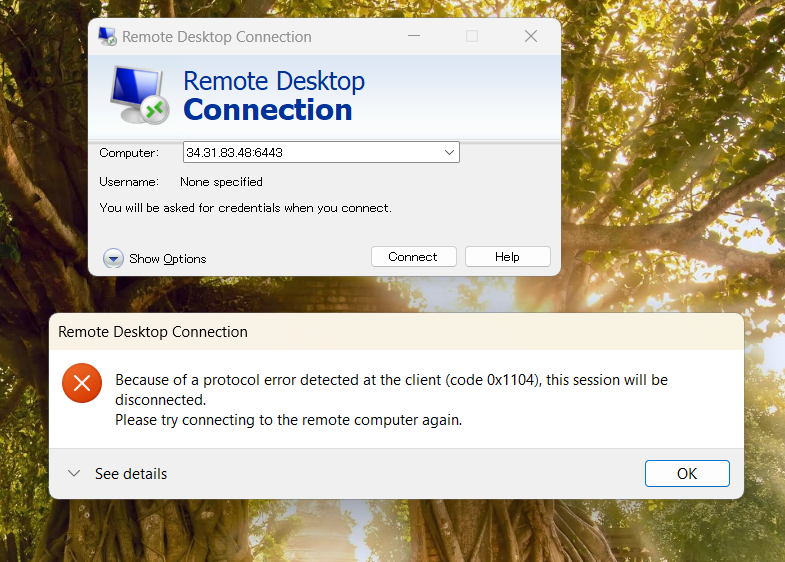 Remote Desktop Connection
Remote Desktop
Connection
Computer: 34.31.83.48:6443
Username: None specified
You will be asked for credentials when you connect.
Show Options Connect Help
Remote Desktop Connection
Because of a protocol error detected at the client (code 0x1104), this session will be
disconnected.
Please try connecting to the remote computer again.
See details OK